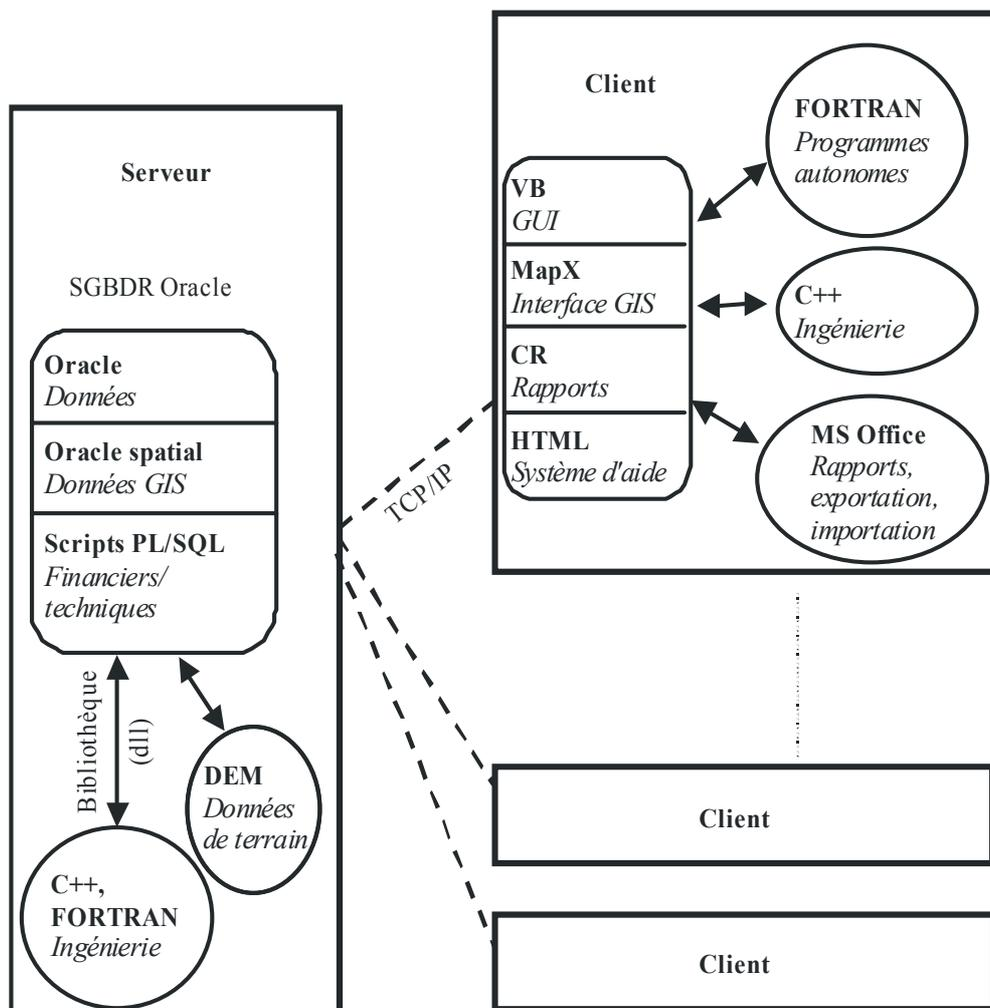 Serveur
SGBDR Oracle
Oracle
Données
Oracle spatial
Données GIS
Scripts PL/SQL
Financiers/
techniques
Bibliothèque
(dll)
DEM
Données
de terrain
C++,
FORTRAN
Ingénierie
TCP/IP
Client
VB
GUI
MapX
Interface GIS
CR
Rapports
HTML
Système d'aide
FORTRAN
Programmes
autonomes
C++
Ingénierie
MS Office
Rapports,
exportation,
importation
Client
Client